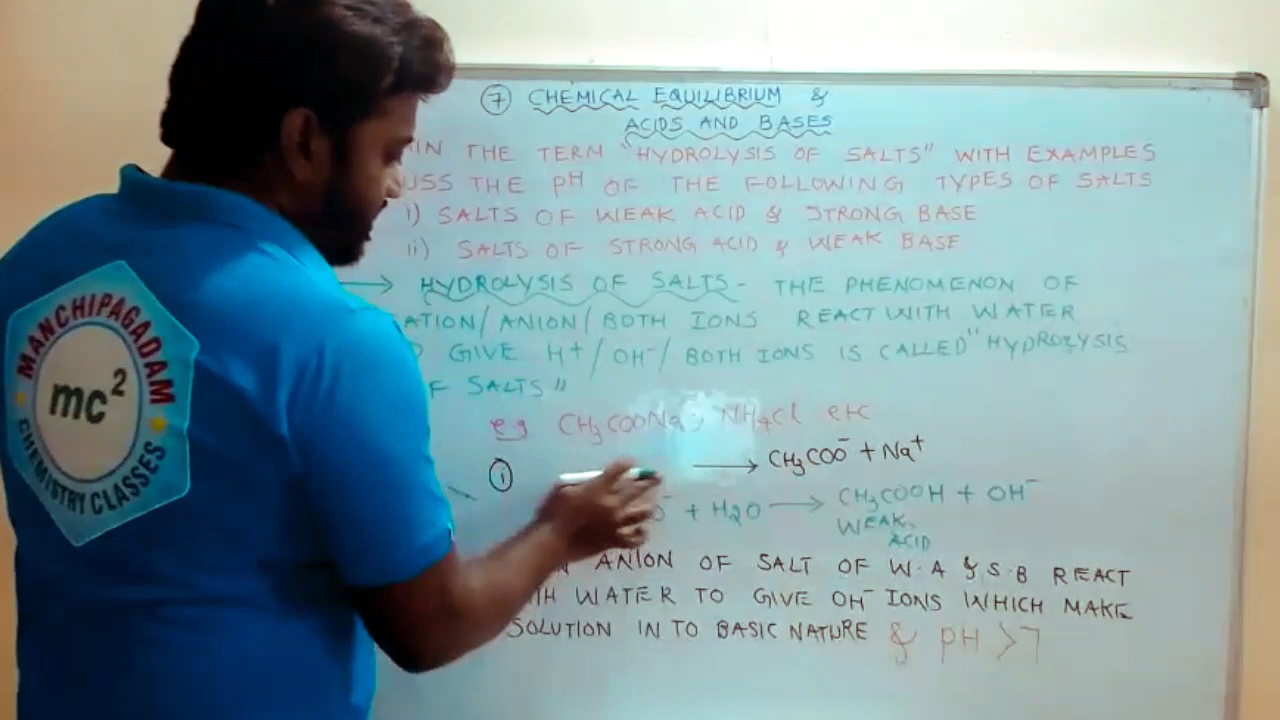 MANCHIPAGADAM
mc²
CHEMISTRY CLASSES
7 CHEMICAL EQUILIBRIUM &
ACIDS AND BASES
IN THE TERM "HYDROLYSIS OF SALTS" WITH EXAMPLES
USS THE PH OF THE FOLLOWING TYPES OF SALTS
i) SALTS OF WEAK ACID & STRONG BASE
ii) SALTS OF STRONG ACID & WEAK BASE
→ HYDROLYSIS OF SALTS - THE PHENOMENON OF
ATION/ANION/BOTH IONS REACT WITH WATER
GIVE H⁺/OH⁻/BOTH IONS IS CALLED "HYDROLYSIS
F SALTS"
eg CH₃COONa, NH₄Cl etc
① → CH₃COO⁻ + Na⁺
⁻ + H₂O → CH₃COOH + OH⁻
WEAK
ACID
ANION OF SALT OF W.A & S.B REACT
TH WATER TO GIVE OH⁻ IONS WHICH MAKE
SOLUTION IN TO BASIC NATURE & PH >7